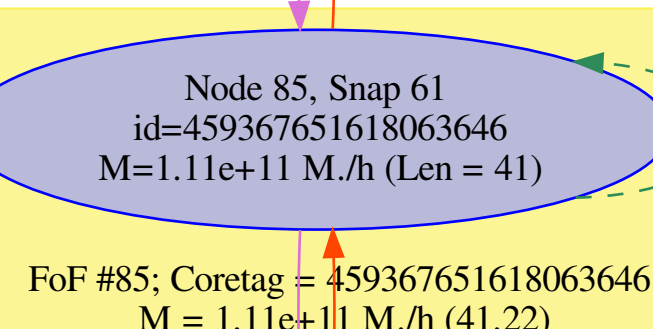 Node 85, Snap 61
id=459367651618063646
M=1.11e+11 M./h (Len = 41)
FoF #85; Coretag = 459367651618063646
M = 1.11e+11 M./h (41.22)